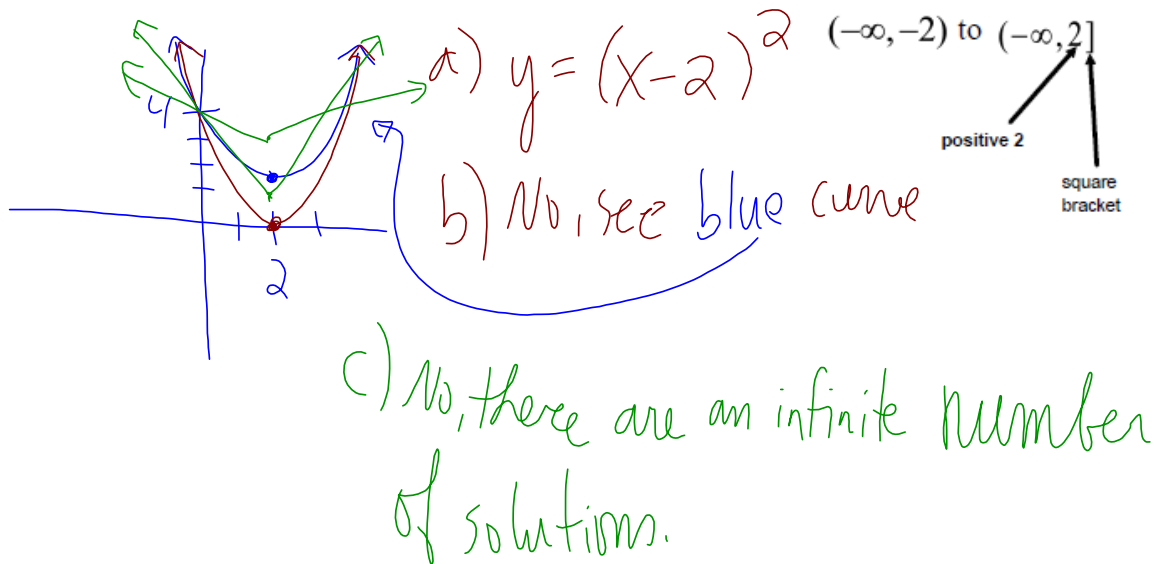 a) y = (x-2)²
(-∞,-2) to (-∞,2]
positive 2
square
bracket
4
b) No, see blue curve
2
c) No, there are an infinite number
of solutions.